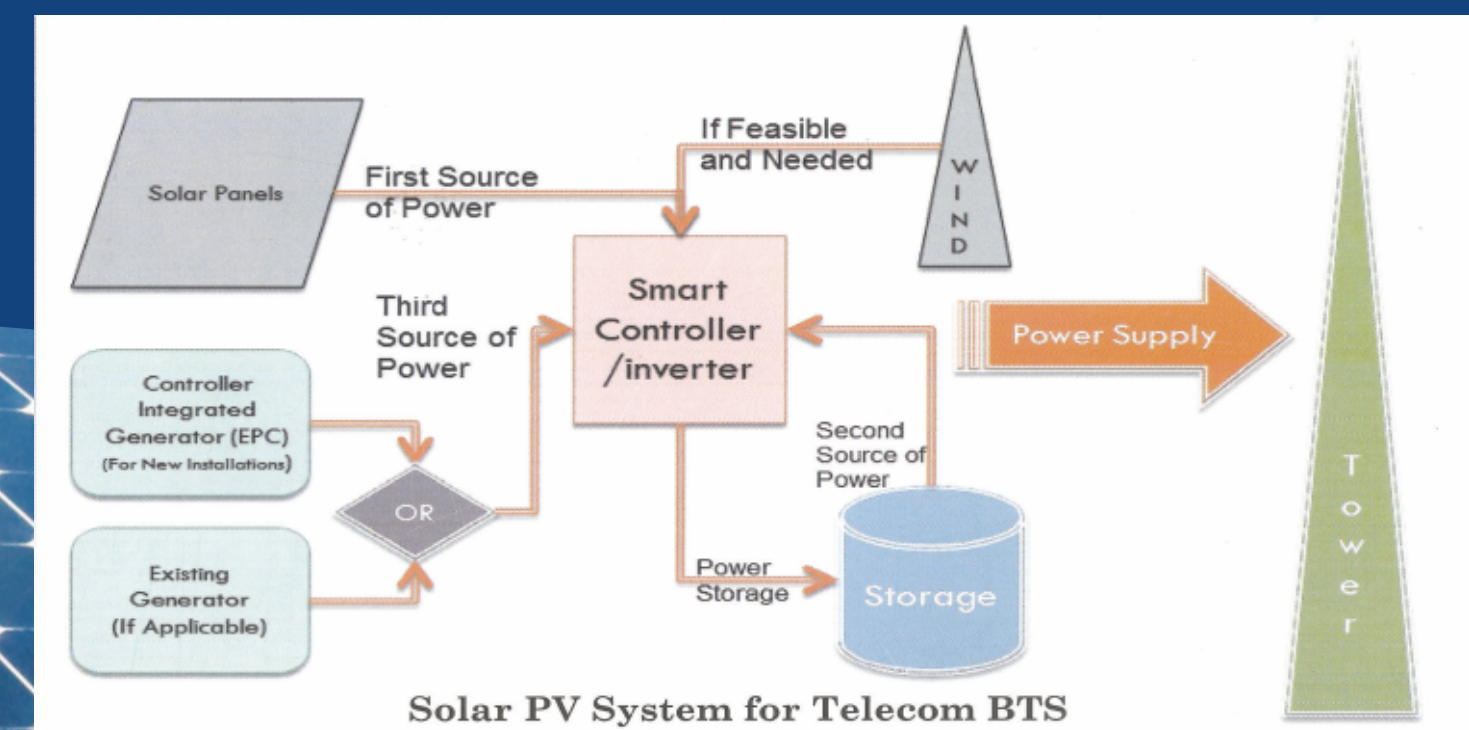 If Feasible
and Needed
Solar Panels
First Source
of Power
W
I
N
D
Third
Source of
Power
Smart
Controller
/inverter
Power Supply
Controller
Integrated
Generator (EPC)
(For New Installations)
OR
Second
Source of
Power
Existing
Generator
(If Applicable)
Power
Storage
Storage
T
o
w
e
r
Solar PV System for Telecom BTS